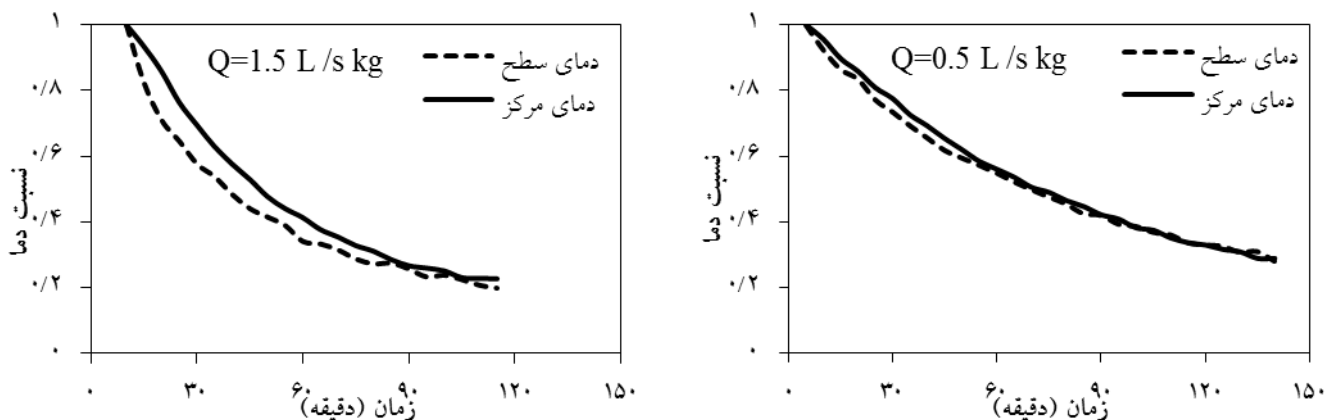 Q=1.5 L /s kg
دمای سطح
دمای مرکز
نسبت دما
۱
۰/۸
۰/۶
۰/۴
۰/۲
۰
۰ ۳۰ ۶۰ ۹۰ ۱۲۰ ۱۵۰
زمان (دقیقه)
Q=0.5 L /s kg
دمای سطح
دمای مرکز
نسبت دما
۱
۰/۸
۰/۶
۰/۴
۰/۲
۰
۰ ۳۰ ۶۰ ۹۰ ۱۲۰ ۱۵۰
زمان (دقیقه)